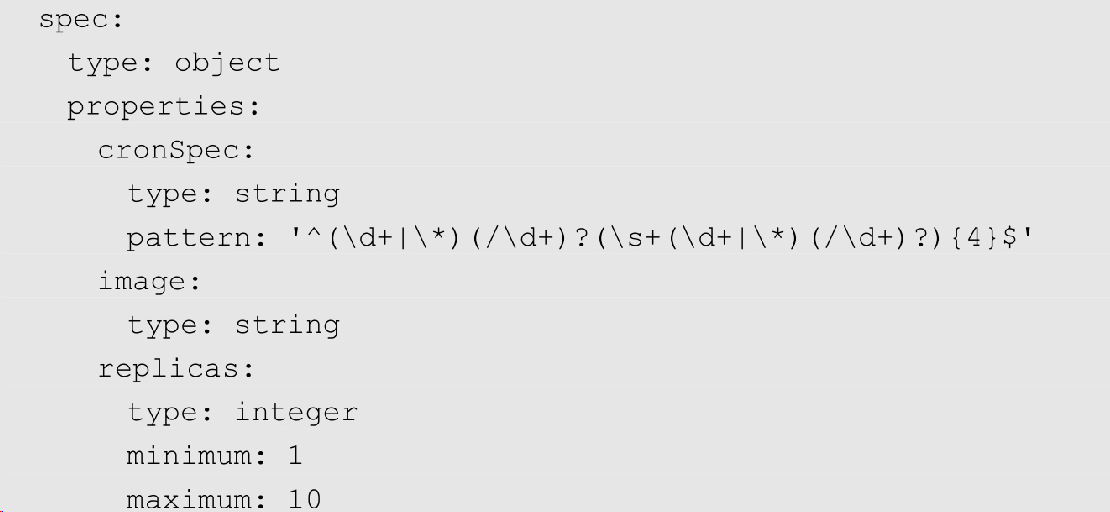 spec:
  type: object
  properties:
    cronSpec:
      type: string
      pattern: '^(\d+|\*)(/\d+)?(\s+(\d+|\*)(/\d+)?){4}$'
    image:
      type: string
    replicas:
      type: integer
      minimum: 1
      maximum: 10